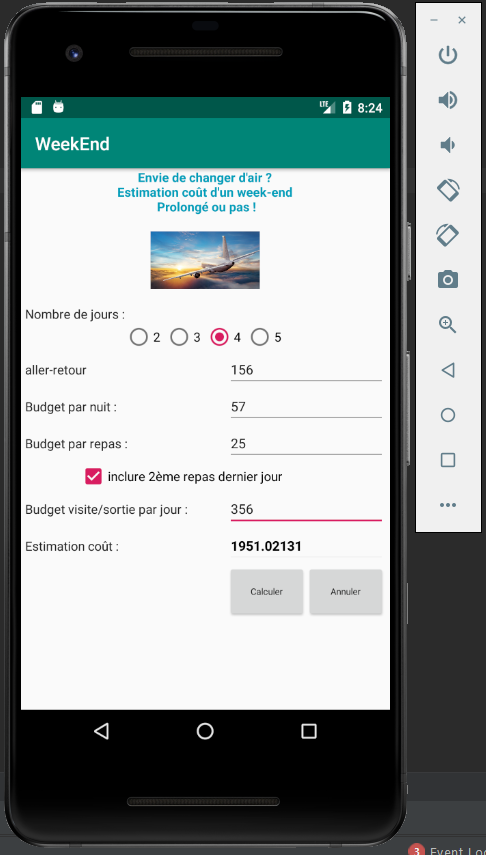 LTE 8:24
WeekEnd
Envie de changer d'air ?
Estimation coût d'un week-end
Prolongé ou pas !
Nombre de jours :
2 3 4 5
aller-retour 156
Budget par nuit : 57
Budget par repas : 25
inclure 2ème repas dernier jour
Budget visite/sortie par jour : 356
Estimation coût : 1951.02131
Calculer Annuler
3 Event Lo